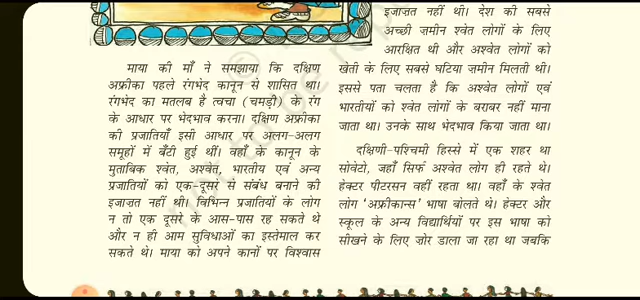 माया की माँ ने समझाया कि दक्षिण
अफ्रीका पहले रंगभेद कानून से शासित था।
रंगभेद का मतलब है त्वचा (चमड़ी) के रंग
के आधार पर भेदभाव करना। दक्षिण अफ्रीका
की प्रजातियाँ इसी आधार पर अलग-अलग
समूहों में बँटी हुई थीं। वहाँ के कानून के
मुताबिक श्वेत, अश्वेत, भारतीय एवं अन्य
प्रजातियों को एक-दूसरे से संबंध बनाने की
इजाज़त नहीं थी। विभिन्न प्रजातियों के लोग
न तो एक दूसरे के आस-पास रह सकते थे
और न ही आम सुविधाओं का इस्तेमाल कर
सकते थे। माया को अपने कानों पर विश्वास
इजाज़त नहीं थी। देश की सबसे
अच्छी ज़मीन श्वेत लोगों के लिए
आरक्षित थी और अश्वेत लोगों को
खेती के लिए सबसे घटिया ज़मीन मिलती थी।
इससे पता चलता है कि अश्वेत लोगों एवं
भारतीयों को श्वेत लोगों के बराबर नहीं माना
जाता था। उनके साथ भेदभाव किया जाता था।
दक्षिणी-पश्चिमी हिस्से में एक शहर था
सोवेटो, जहाँ सिर्फ अश्वेत लोग ही रहते थे।
हेक्टर पीटरसन वहीं रहता था। वहाँ के श्वेत
लोग 'अफ्रीकान्स' भाषा बोलते थे। हेक्टर और
स्कूल के अन्य विद्यार्थियों पर इस भाषा को
सीखने के लिए ज़ोर डाला जा रहा था जबकि